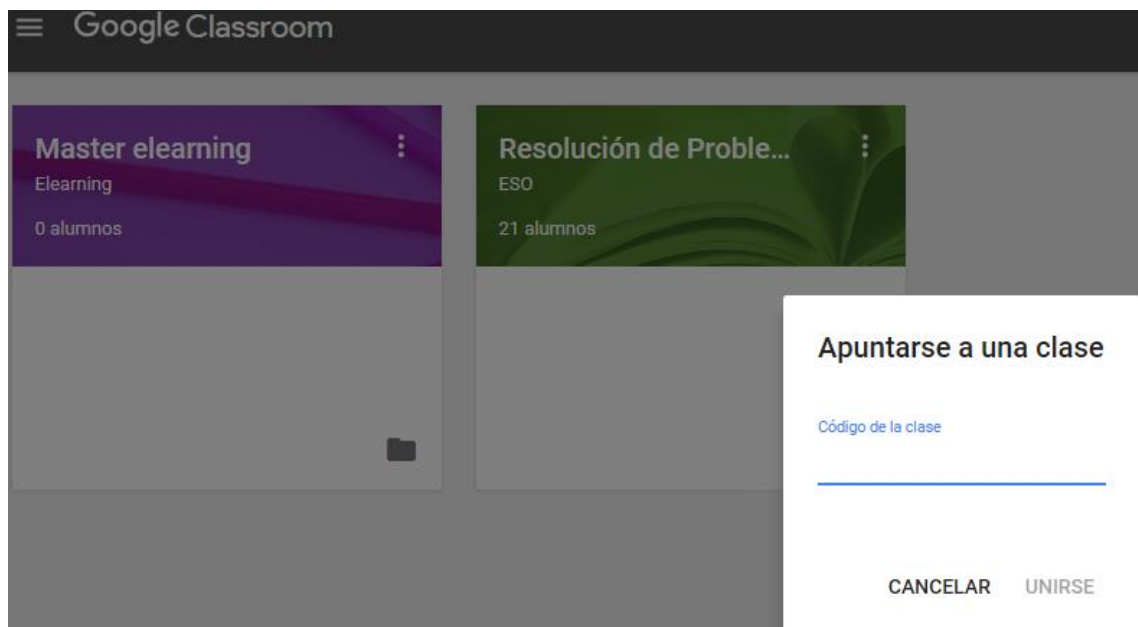 Google Classroom
Master elearning
Elearning
0 alumnos
Resolución de Proble...
ESO
21 alumnos
Apuntarse a una clase
Código de la clase
CANCELAR UNIRSE